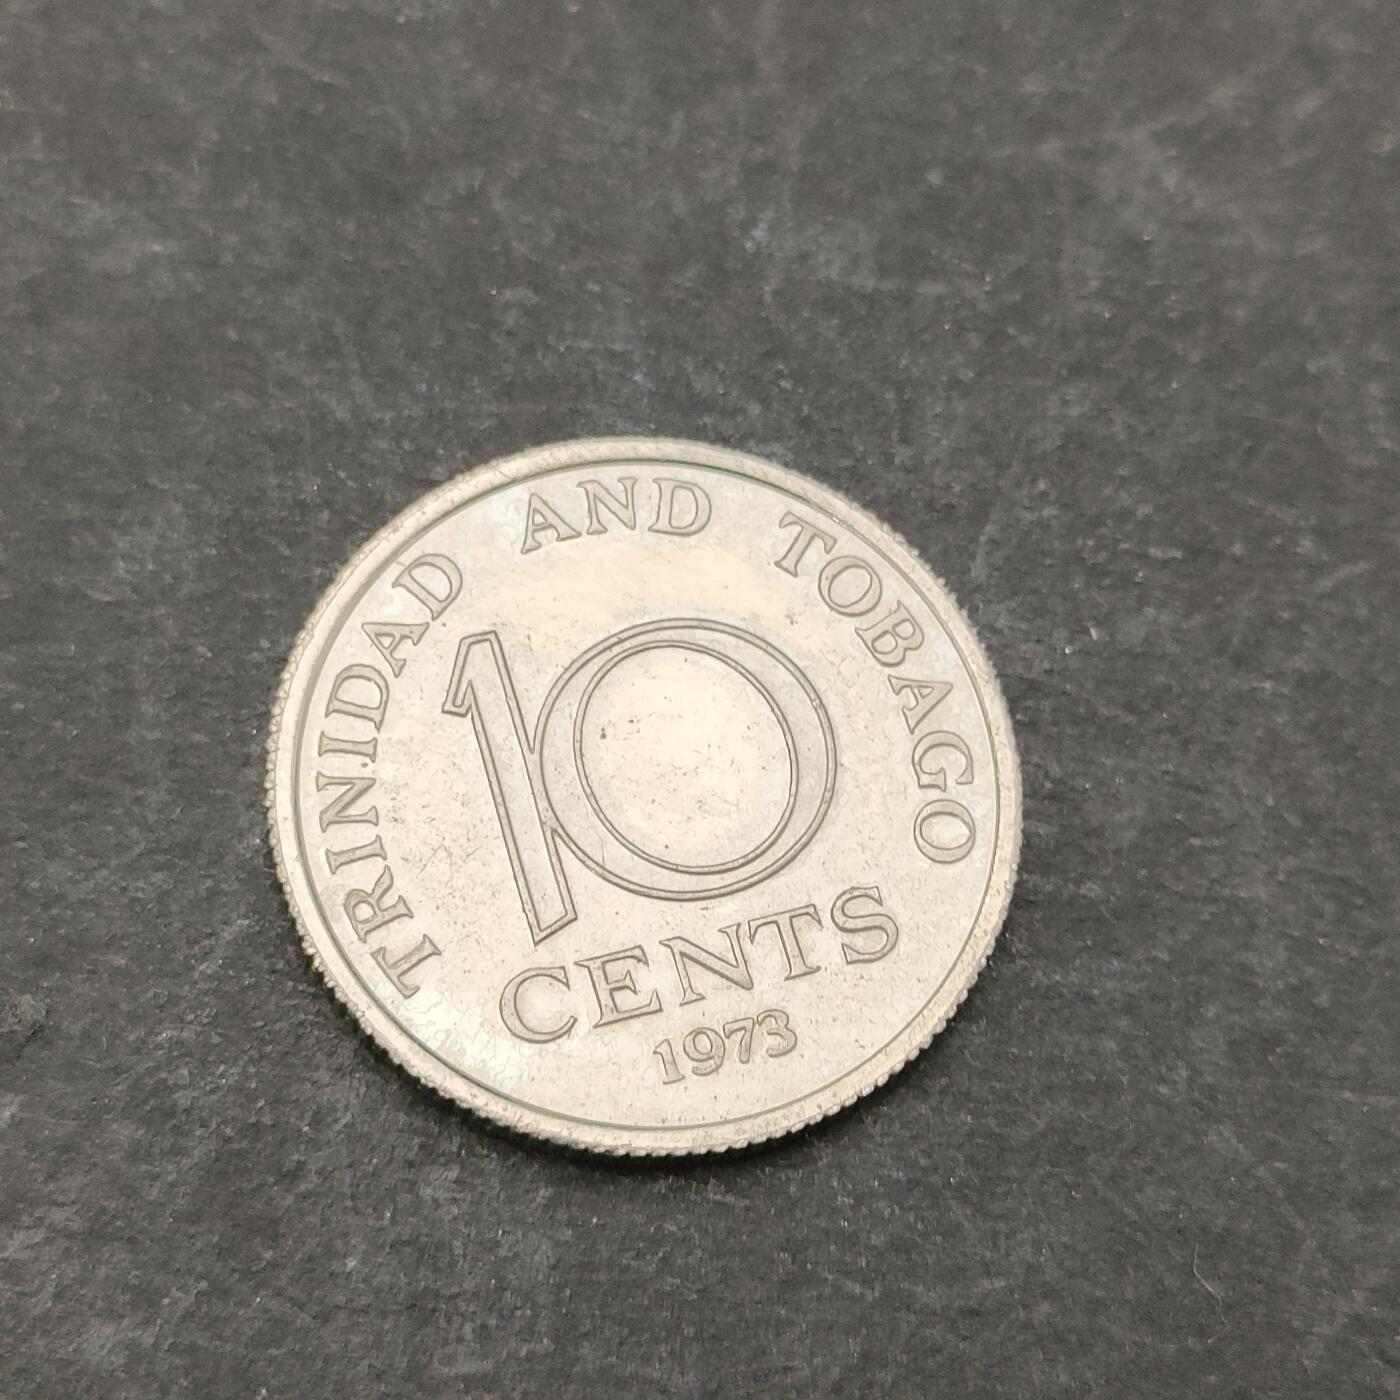 TRINIDAD AND TOBAGO
10
CENTS
1973